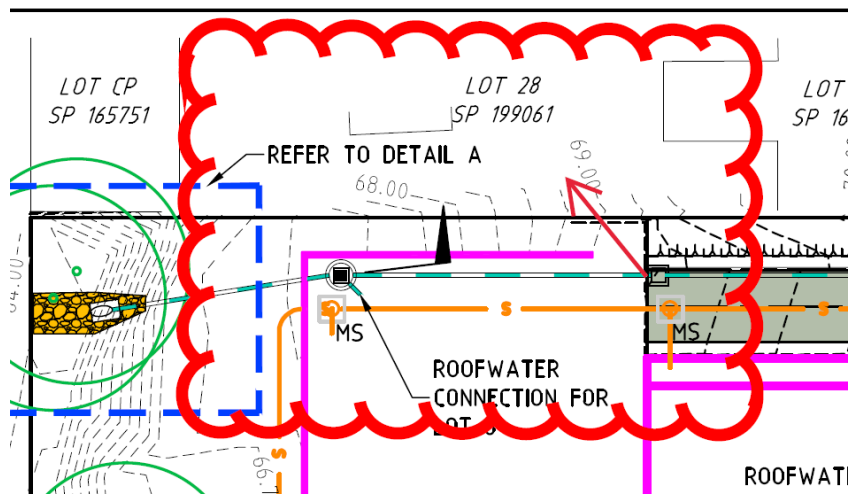 LOT CP
SP 165751
LOT 28
SP 199061
LOT
SP 16
REFER TO DETAIL A
68.00
69.00
S
S
S
MS
MS
ROOFWATER
CONNECTION FOR
LOT
S
ROOFWAT